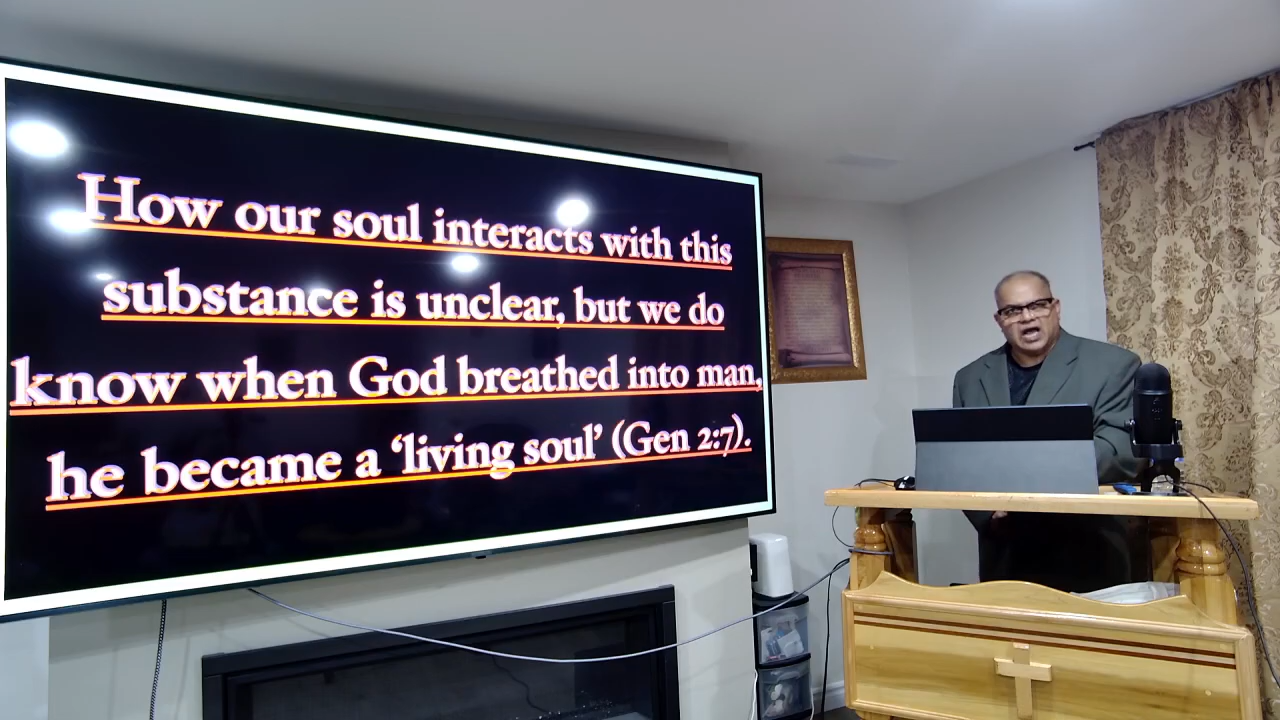 How our soul interacts with this
substance is unclear, but we do
know when God breathed into man,
he became a ‘living soul’ (Gen 2:7).